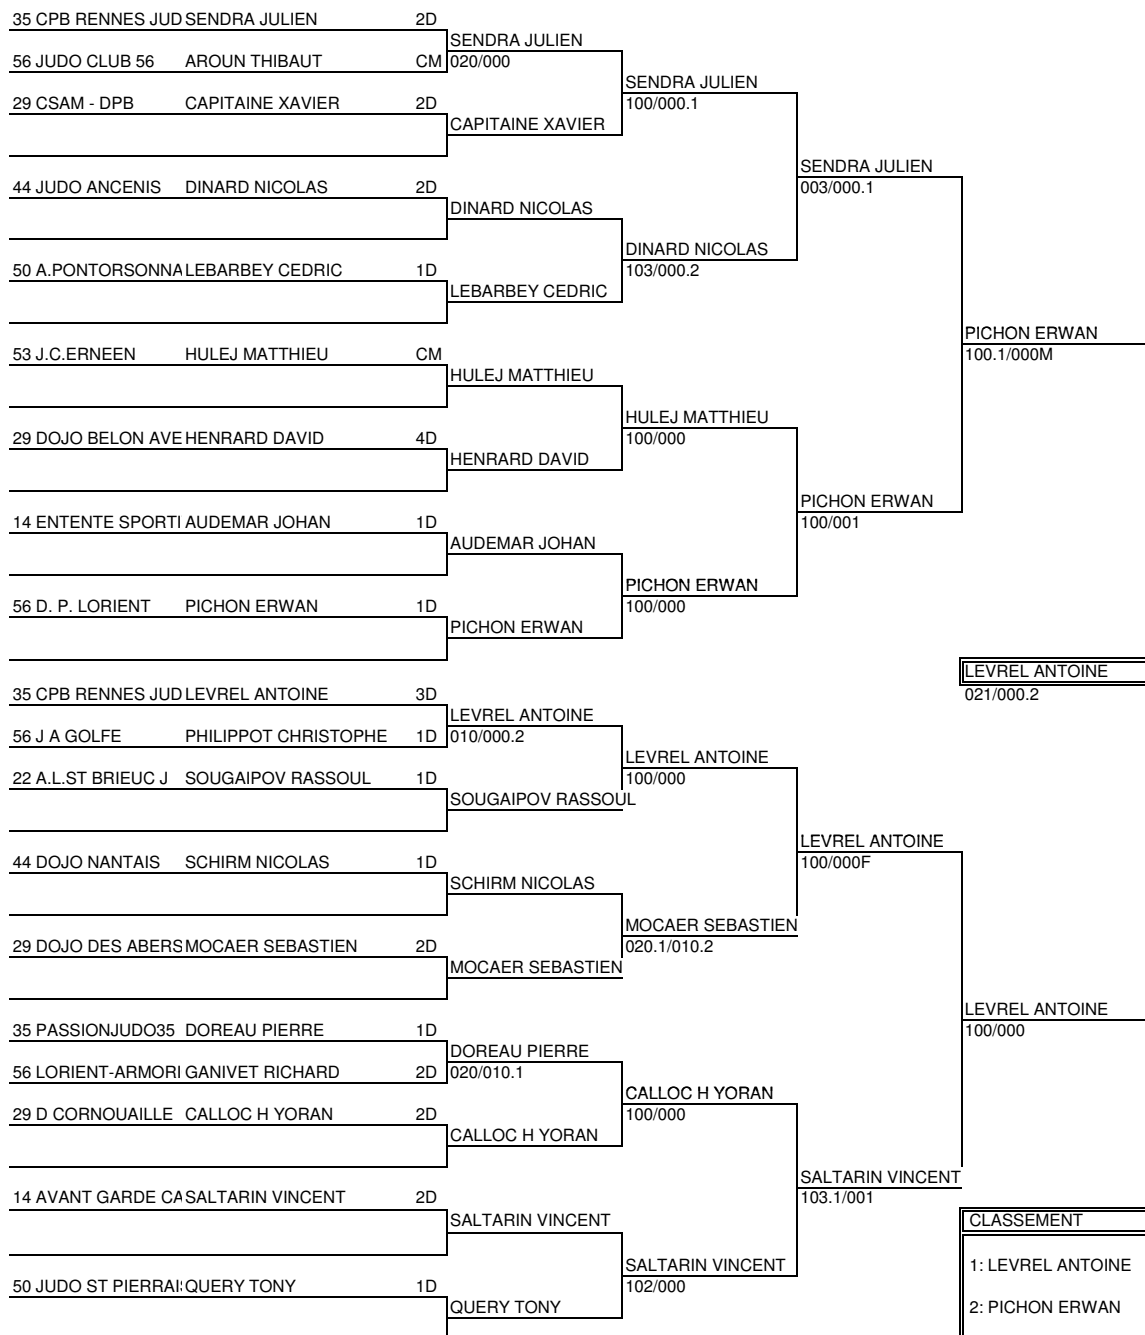 35 CPB RENNES JUD SENDRA JULIEN 2D
SENDRA JULIEN
56 JUDO CLUB 56 AROUN THIBAUT CM 020/000
SENDRA JULIEN
29 CSAM - DPB CAPITAINE XAVIER 2D 100/000.1
CAPITAINE XAVIER
SENDRA JULIEN
44 JUDO ANCENIS DINARD NICOLAS 2D 003/000.1
DINARD NICOLAS
DINARD NICOLAS
50 A.PONTORSONNA LEBARBEY CEDRIC 1D 103/000.2
LEBARBEY CEDRIC
PICHON ERWAN
53 J.C.ERNEEN HULEJ MATTHIEU CM 100.1/000M
HULEJ MATTHIEU
HULEJ MATTHIEU
29 DOJO BELON AVE HENRARD DAVID 4D 100/000
HENRARD DAVID
PICHON ERWAN
14 ENTENTE SPORTI AUDEMAR JOHAN 1D 100/001
AUDEMAR JOHAN
PICHON ERWAN
56 D. P. LORIENT PICHON ERWAN 1D 100/000
PICHON ERWAN
LEVREL ANTOINE
35 CPB RENNES JUD LEVREL ANTOINE 3D 021/000.2
LEVREL ANTOINE
56 J A GOLFE PHILIPPOT CHRISTOPHE 1D 010/000.2
LEVREL ANTOINE
22 A.L.ST BRIEUC J SOUGAIPOV RASSOUL 1D 100/000
SOUGAIPOV RASSOUL
LEVREL ANTOINE
44 DOJO NANTAIS SCHIRM NICOLAS 1D 100/000F
SCHIRM NICOLAS
MOCAER SEBASTIEN
29 DOJO DES ABERS MOCAER SEBASTIEN 2D 020.1/010.2
MOCAER SEBASTIEN
LEVREL ANTOINE
35 PASSIONJUDO35 DOREAU PIERRE 1D 100/000
DOREAU PIERRE
56 LORIENT-ARMORI GANIVET RICHARD 2D 020/010.1
CALLOC H YORAN
29 D CORNOUAILLE CALLOC H YORAN 2D 100/000
CALLOC H YORAN
SALTARIN VINCENT
14 AVANT GARDE CA SALTARIN VINCENT 2D 103.1/001
SALTARIN VINCENT CLASSEMENT
SALTARIN VINCENT 1: LEVREL ANTOINE
50 JUDO ST PIERRAI QUERY TONY 1D 102/000
QUERY TONY 2: PICHON ERWAN